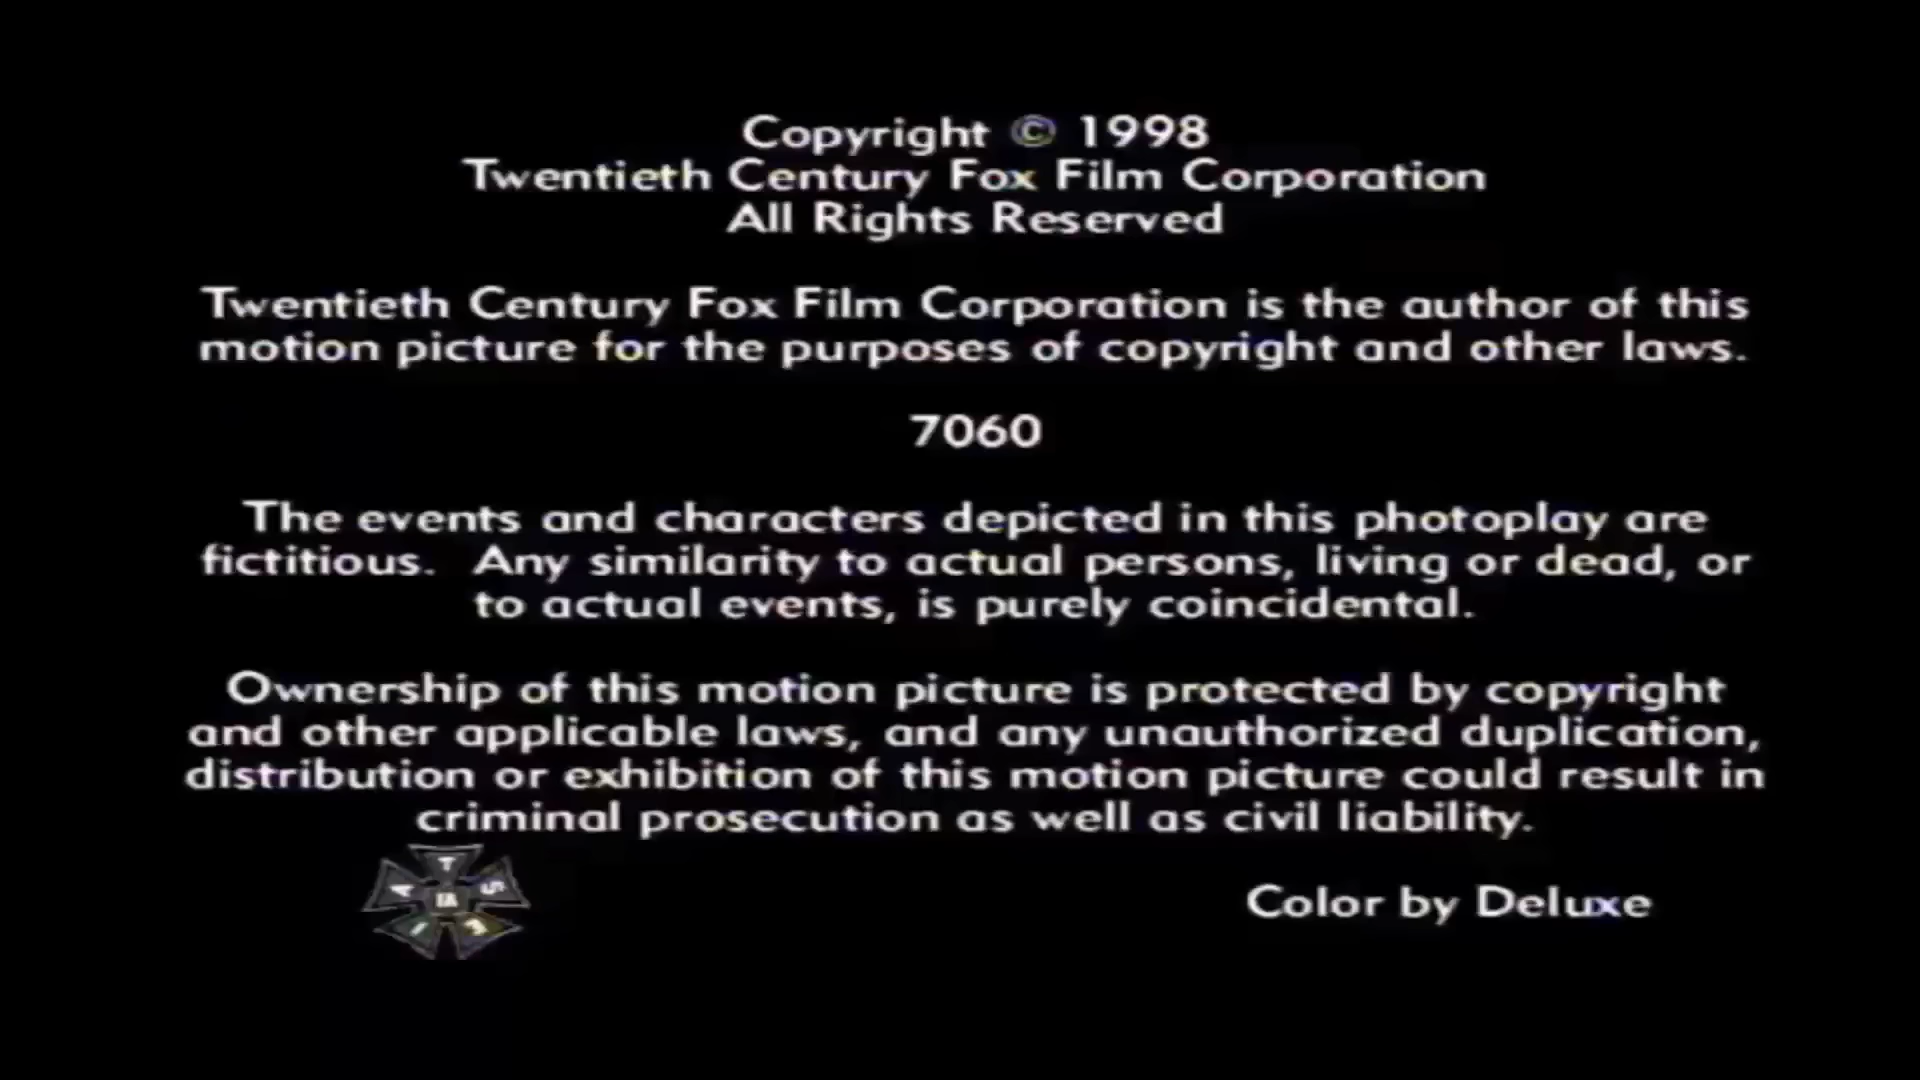 Copyright © 1998
Twentieth Century Fox Film Corporation
All Rights Reserved
Twentieth Century Fox Film Corporation is the author of this
motion picture for the purposes of copyright and other laws.
7060
The events and characters depicted in this photoplay are
fictitious.  Any similarity to actual persons, living or dead, or
to actual events, is purely coincidental.
Ownership of this motion picture is protected by copyright
and other applicable laws, and any unauthorized duplication,
distribution or exhibition of this motion picture could result in
criminal prosecution as well as civil liability.
I A T S E
IA
Color by Deluxe